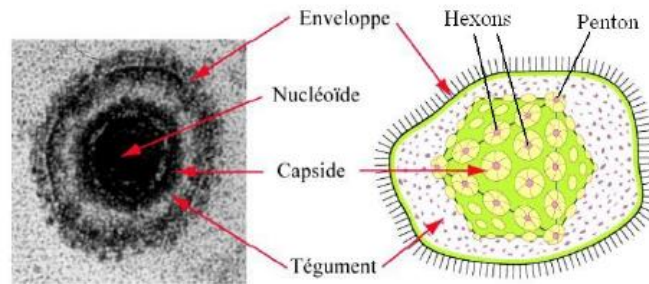 Enveloppe
Hexons
Penton
Nucléoïde
Capside
Tégument